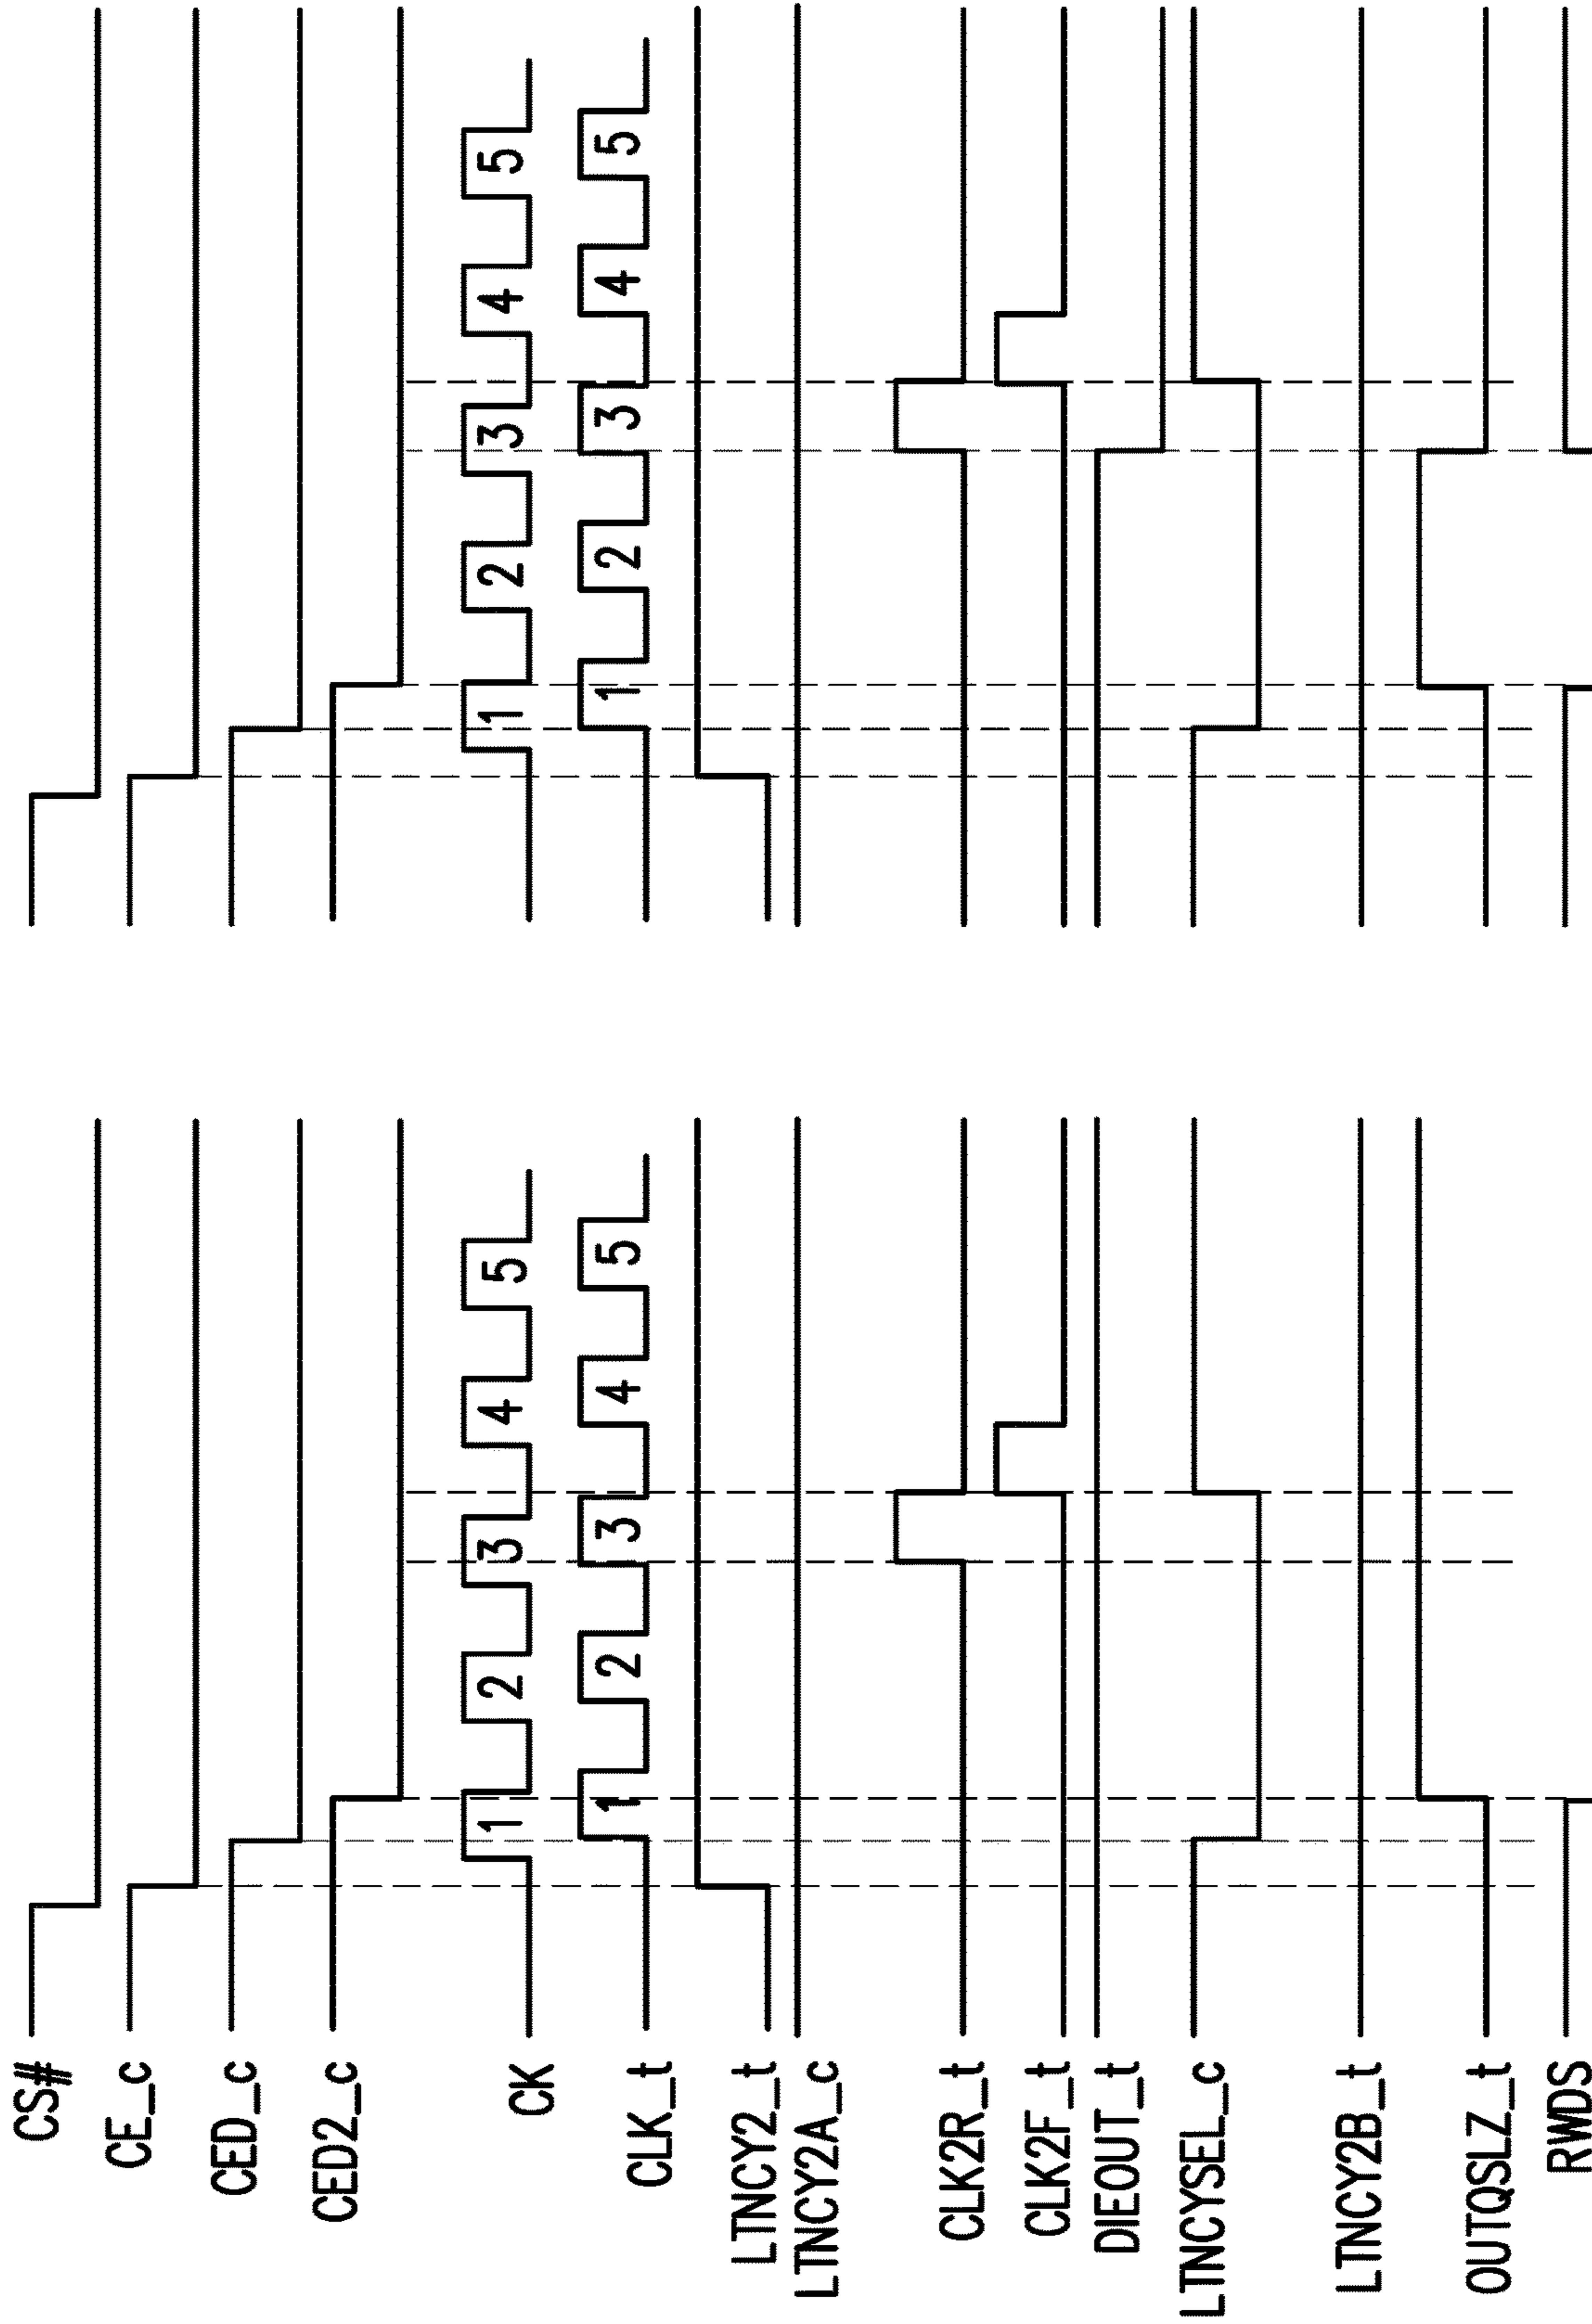 CS#
CE_c
CED_c
CED2_c
CK 1 2 3 4 5 1 2 3 4 5
CLK_t 1 2 3 4 5 1 2 3 4 5
LTNCY2_t
LTNCY2A_c
CLK2R_t
CLK2F_t
DIEOUT_t
LTNCYSEL_c
LTNCY2B_t
OUTQSLZ_t
RWDS